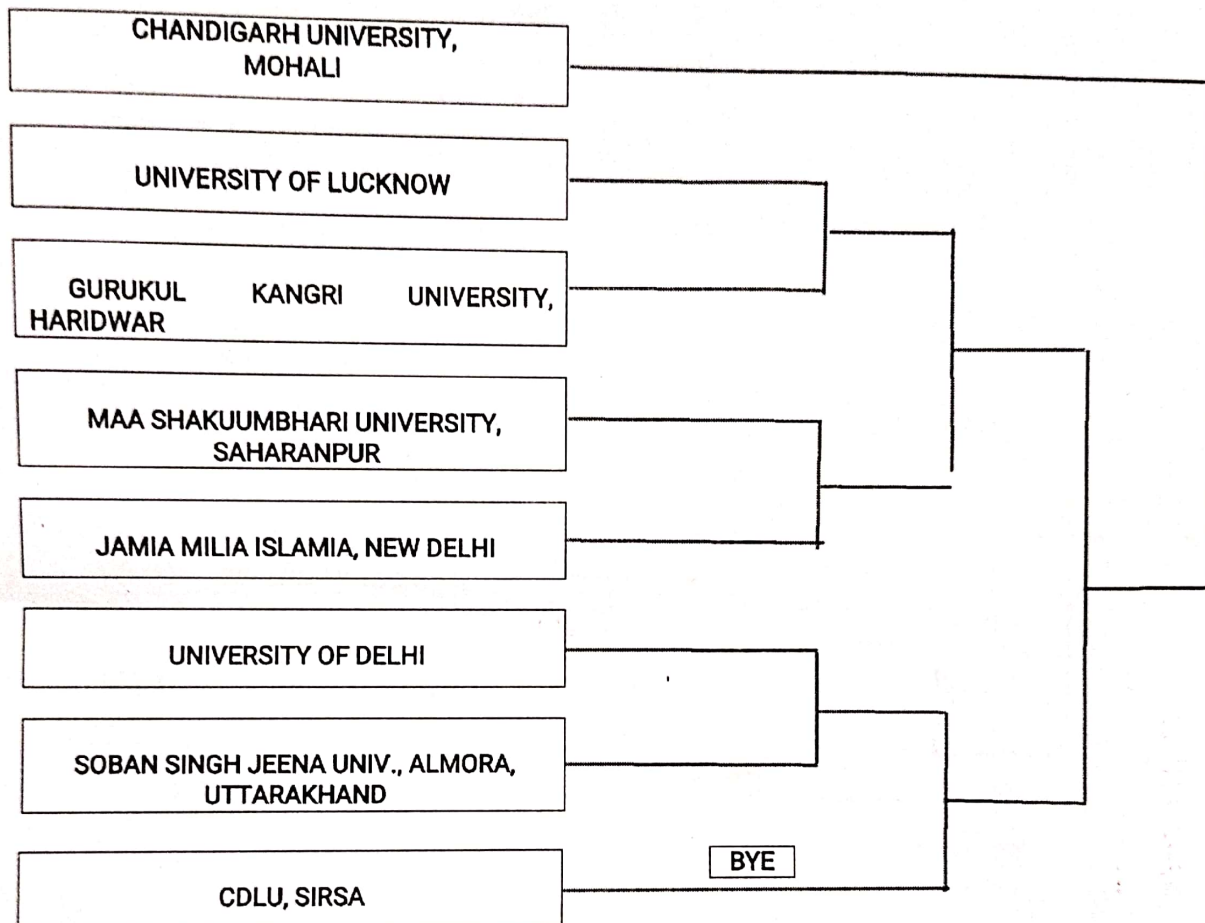 CHANDIGARH UNIVERSITY,
MOHALI
UNIVERSITY OF LUCKNOW
GURUKUL KANGRI UNIVERSITY,
HARIDWAR
MAA SHAKUUMBHARI UNIVERSITY,
SAHARANPUR
JAMIA MILIA ISLAMIA, NEW DELHI
UNIVERSITY OF DELHI
SOBAN SINGH JEENA UNIV., ALMORA,
UTTARAKHAND
BYE
CDLU, SIRSA